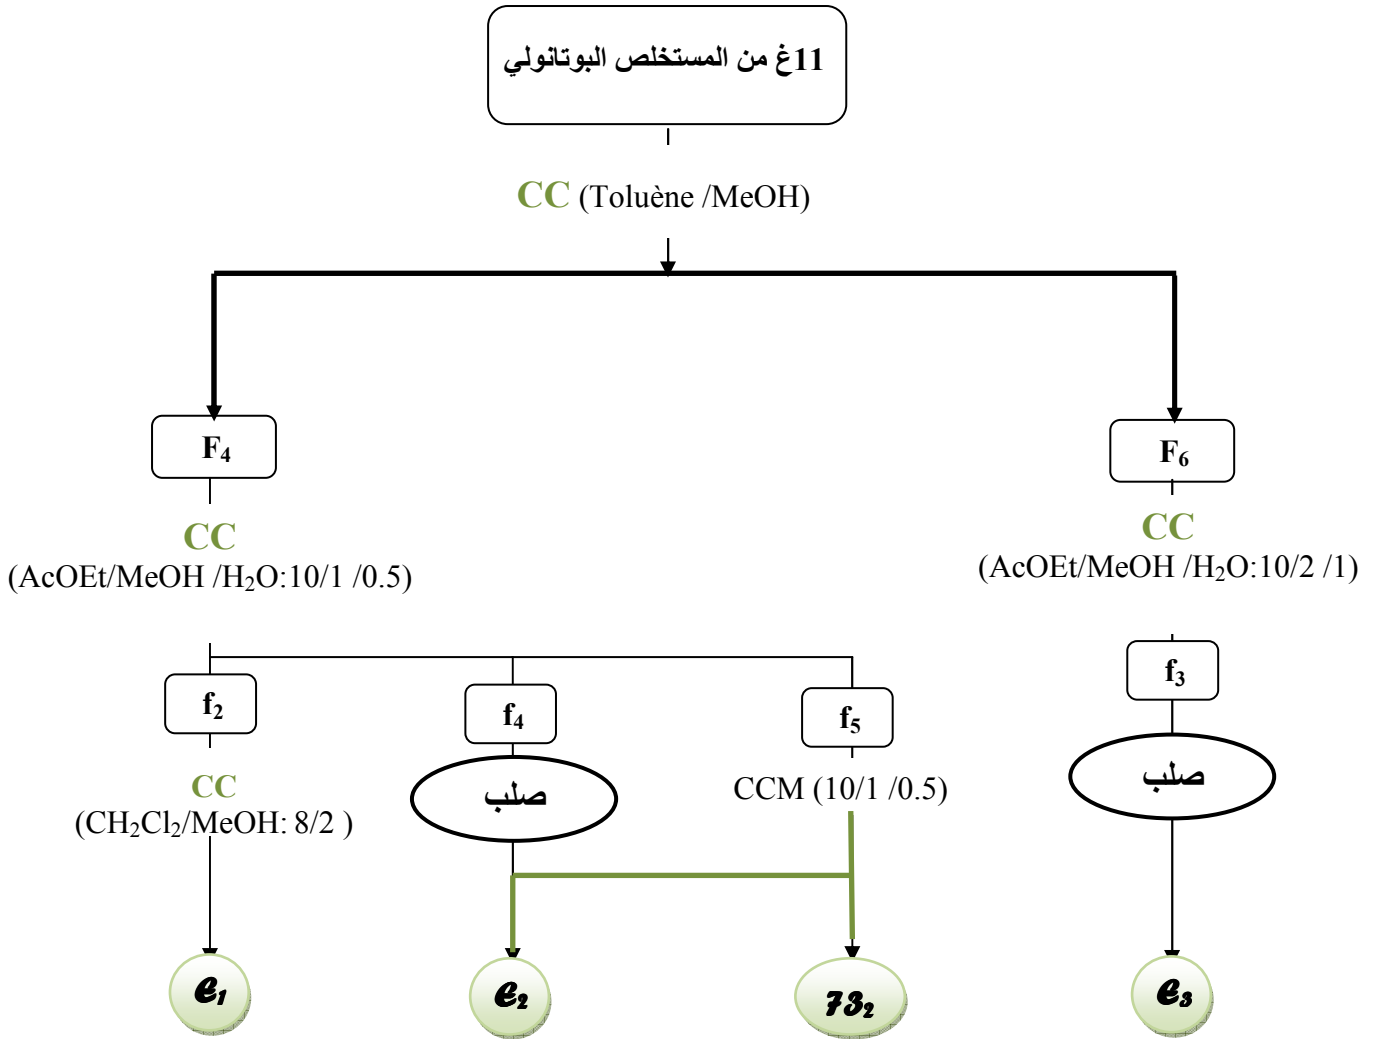 11غ من المستخلص البوتانولي
CC (Toluène /MeOH)
F₄
F₆
CC
(AcOEt/MeOH /H₂O:10/1 /0.5)
CC
(AcOEt/MeOH /H₂O:10/2 /1)
f₂
f₄
f₅
f₃
CC
(CH₂Cl₂/MeOH: 8/2 )
صلب
CCM (10/1 /0.5)
صلب
e₁
e₂
73₂
e₃